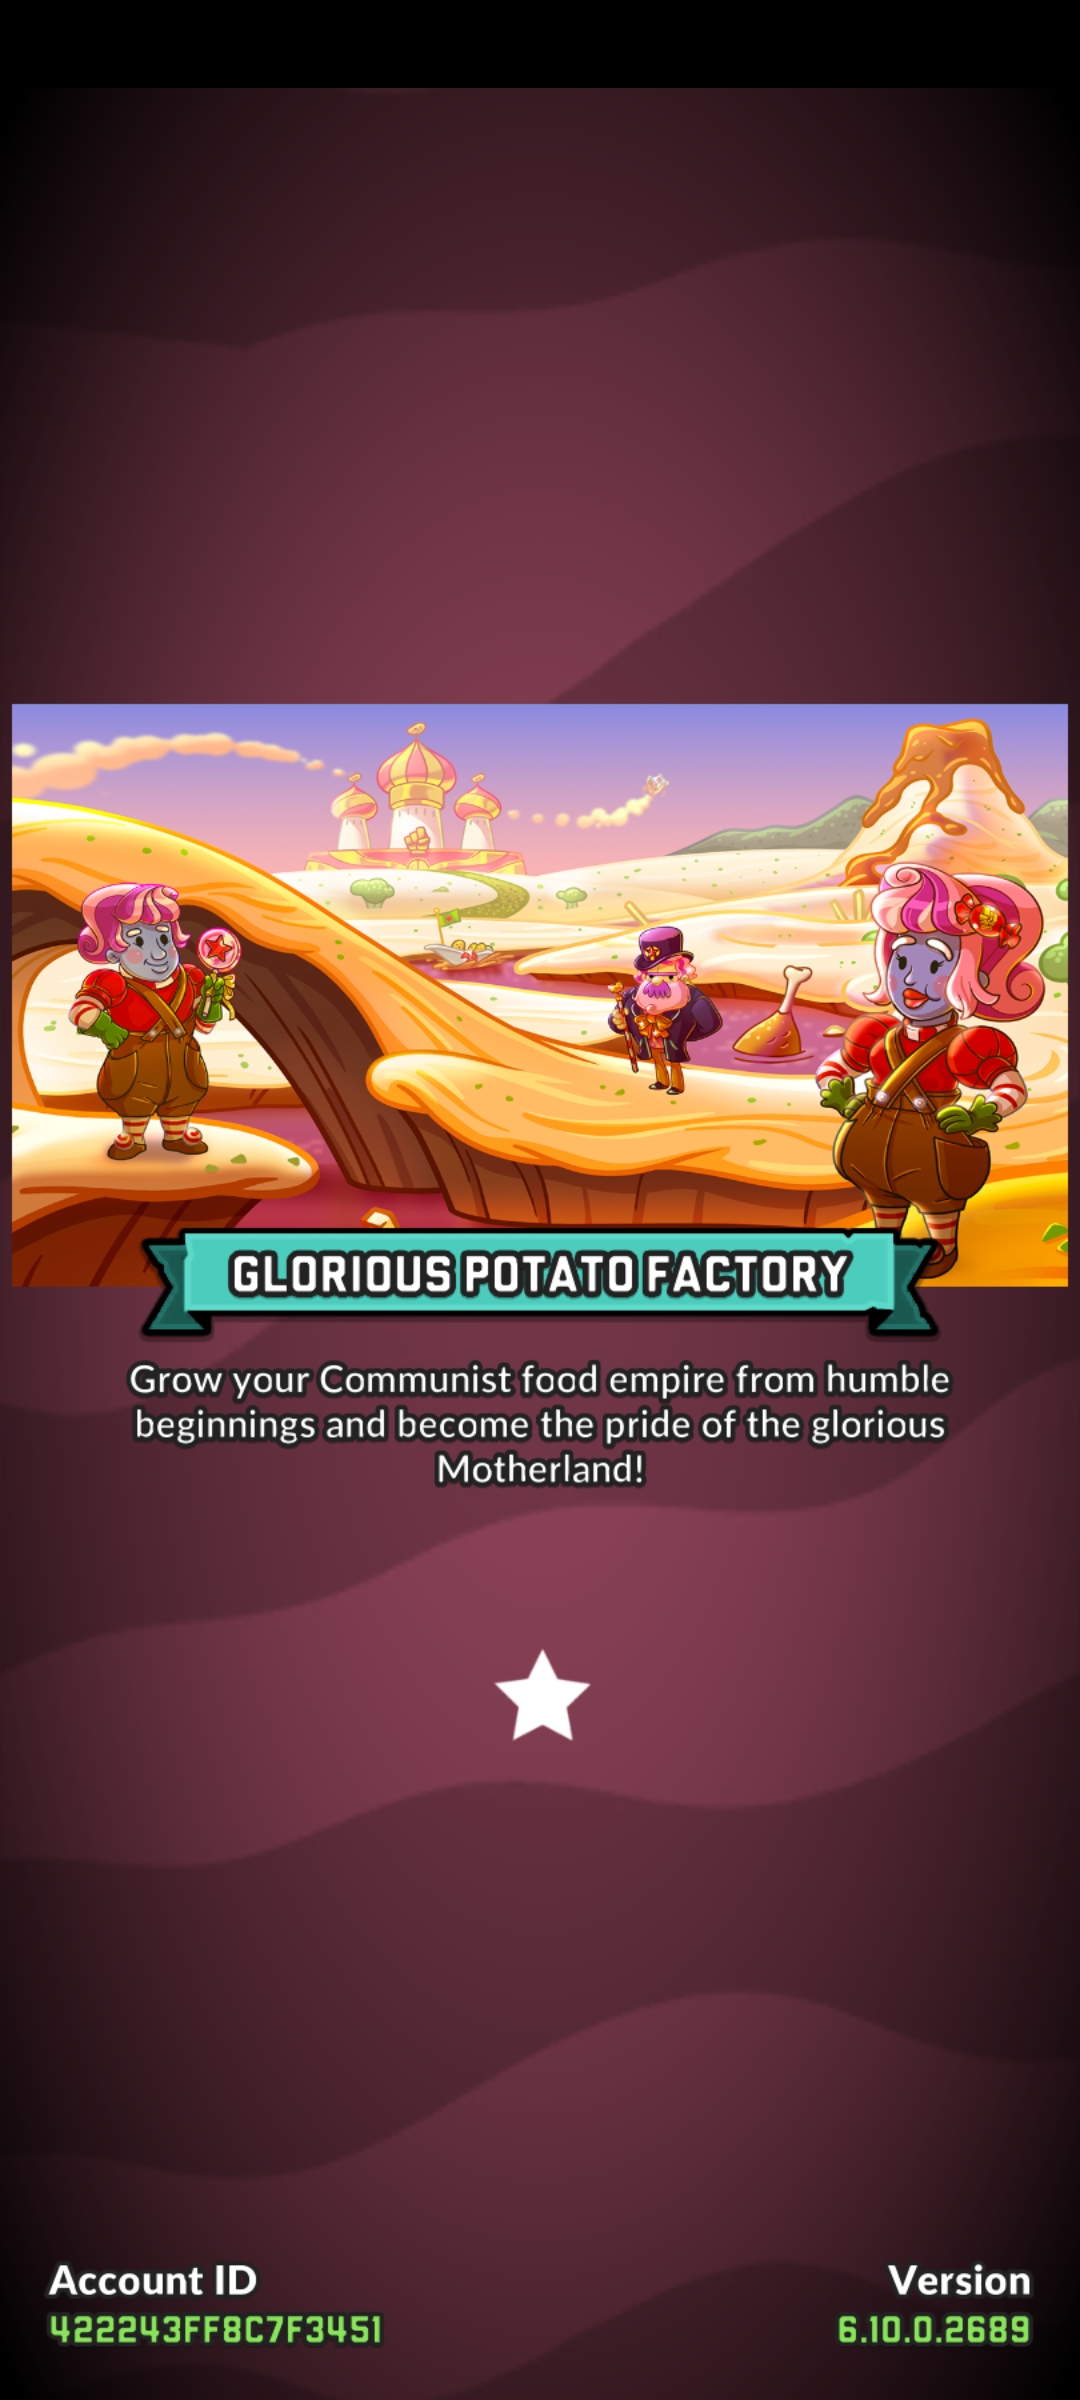 GLORIOUS POTATO FACTORY
Grow your Communist food empire from humble
beginnings and become the pride of the glorious
Motherland!
Account ID
Version
422243FF8C7F3451
6.10.0.2689